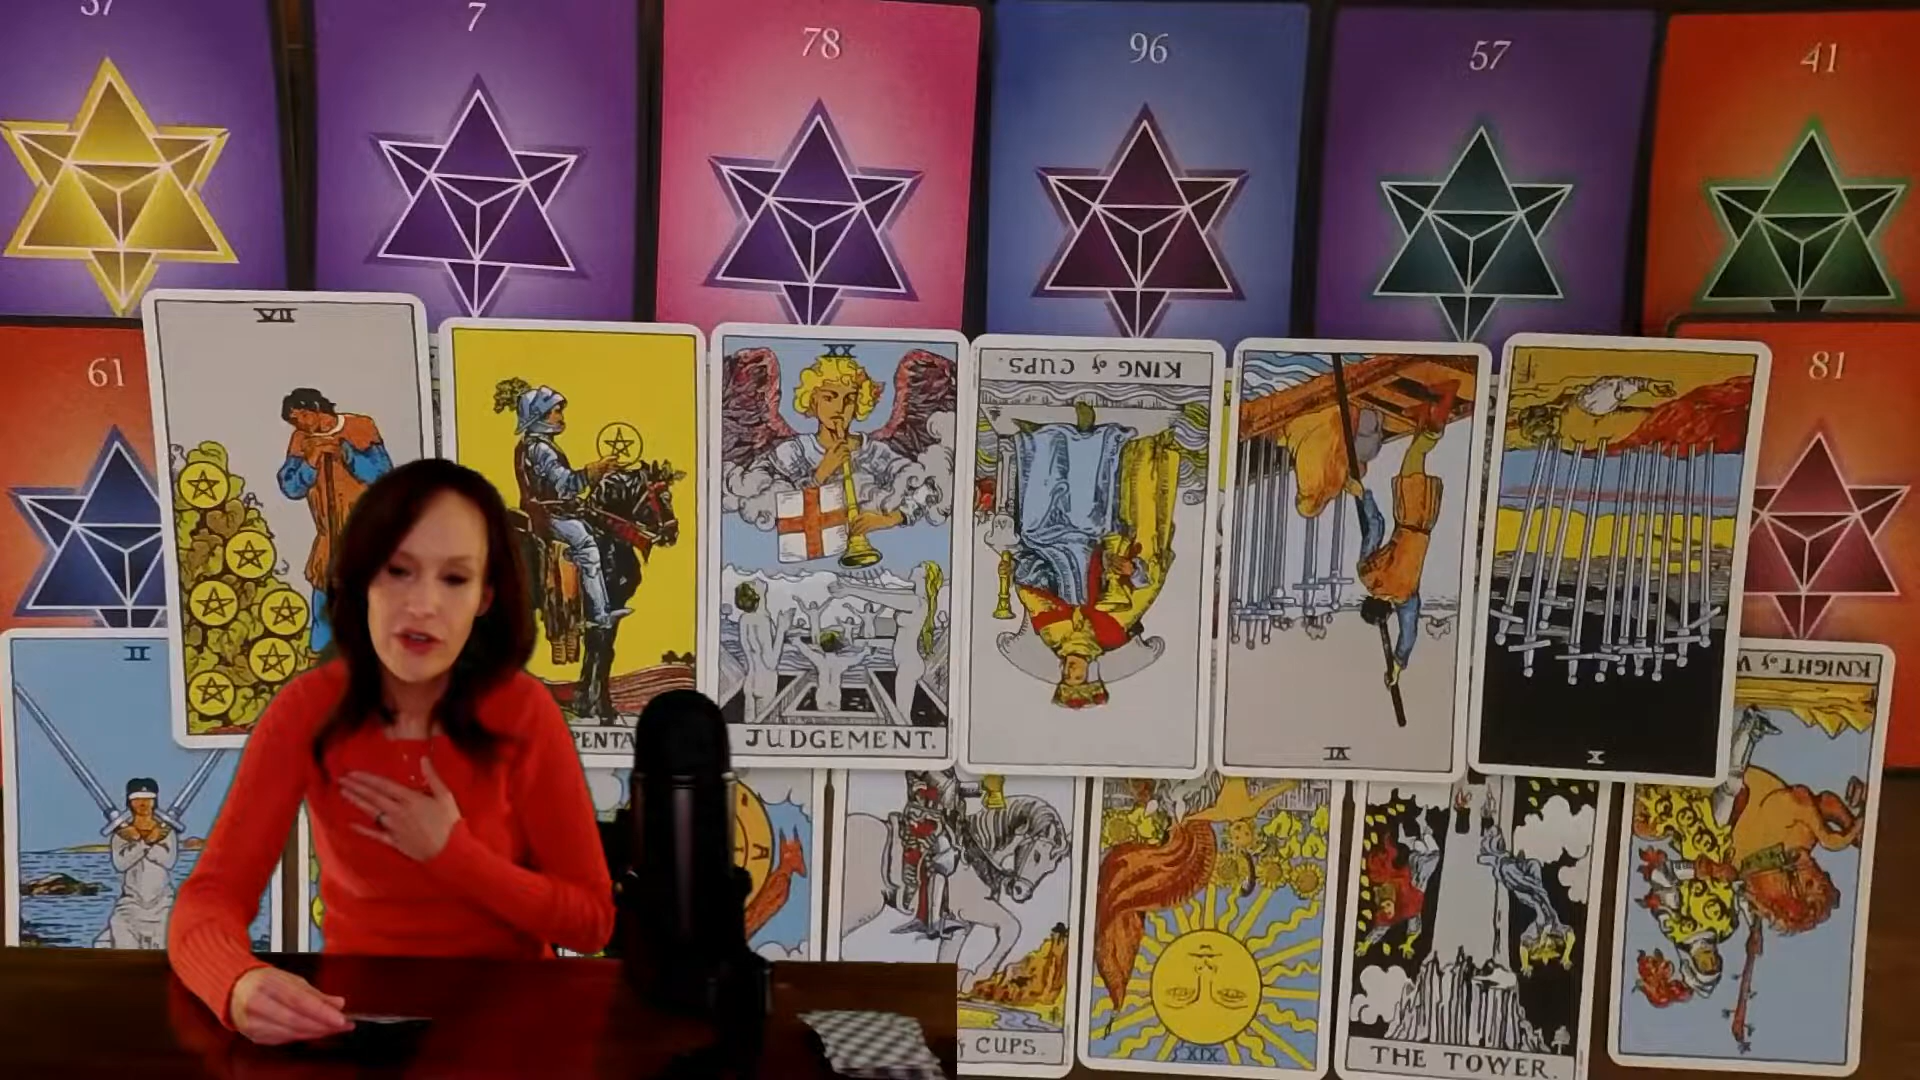 37
7
78
96
57
41
61
81
VII
XX
KING of CUPS.
PENTA
JUDGEMENT.
VI
X
II
KNIGHT of W
CUPS.
XIX
THE TOWER.